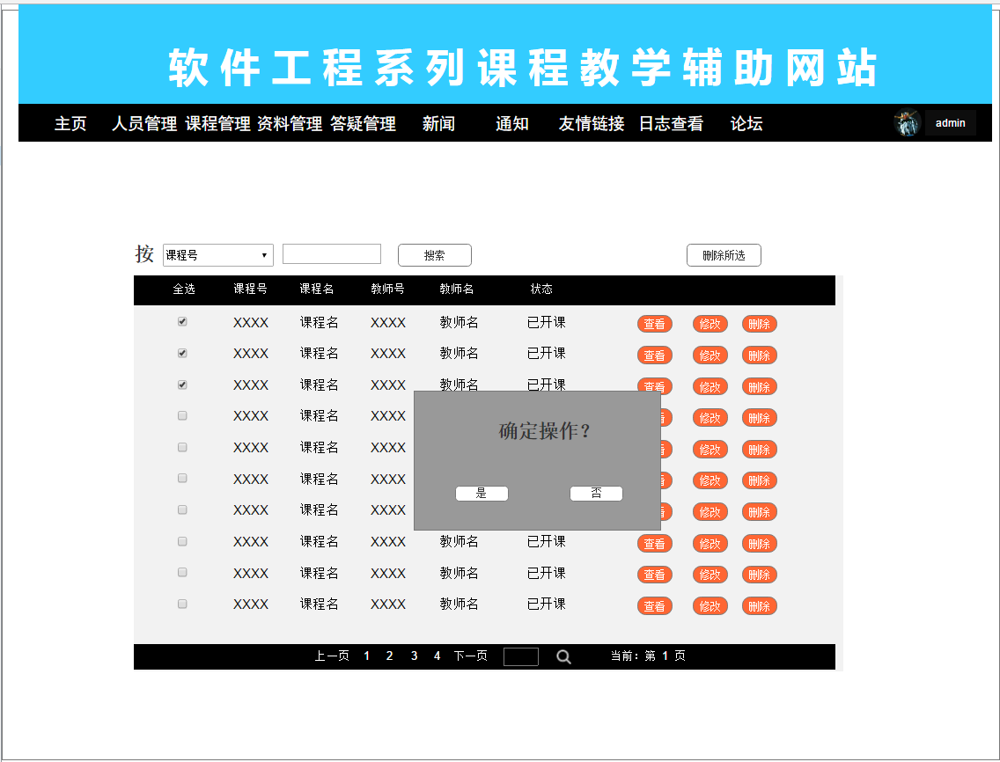 软件工程系列课程教学辅助网站
主页 人员管理 课程管理 资料管理 答疑管理 新闻 通知 友情链接 日志查看 论坛 admin
按 课程号 搜索 删除所选
全选 课程号 课程名 教师号 教师名 状态
XXXX 课程名 XXXX 教师名 已开课 查看 修改 删除
XXXX 课程名 XXXX 教师名 已开课 查看 修改 删除
XXXX 课程名 XXXX 教师名 已开课 查看 修改 删除
XXXX 课程名 XXXX 看 修改 删除
确定操作？
XXXX 课程名 XXXX 看 修改 删除
XXXX 课程名 XXXX 看 修改 删除
是 否
XXXX 课程名 XXXX 看 修改 删除
XXXX 课程名 XXXX 教师名 已开课 查看 修改 删除
XXXX 课程名 XXXX 教师名 已开课 查看 修改 删除
XXXX 课程名 XXXX 教师名 已开课 查看 修改 删除
上一页 1 2 3 4 下一页 当前：第 1 页